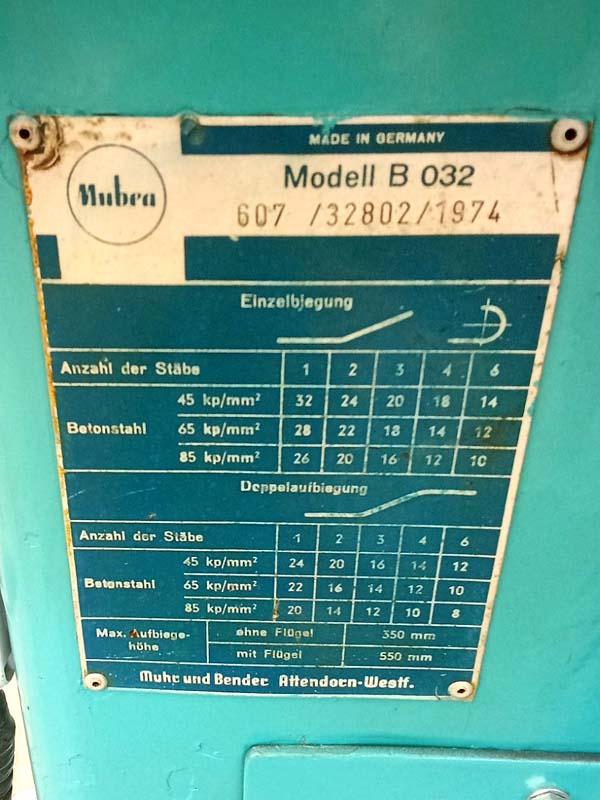 MADE IN GERMANY
Mubea
Modell B 032
607 /32802/1974
Einzelbiegung
Anzahl der Stäbe 1 2 3 4 6
45 kp/mm² 32 24 20 18 14
Betonstahl 65 kp/mm² 28 22 18 14 12
85 kp/mm² 26 20 16 12 10
Doppelaufbiegung
Anzahl der Stäbe 1 2 3 4 6
45 kp/mm² 24 20 16 14 12
Betonstahl 65 kp/mm² 22 16 14 12 10
85 kp/mm² 20 14 12 10 8
Max. Aufbiege-
höhe
ohne Flügel 350 mm
mit Flügel 550 mm
Muhr und Bender Attendorn-Westf.